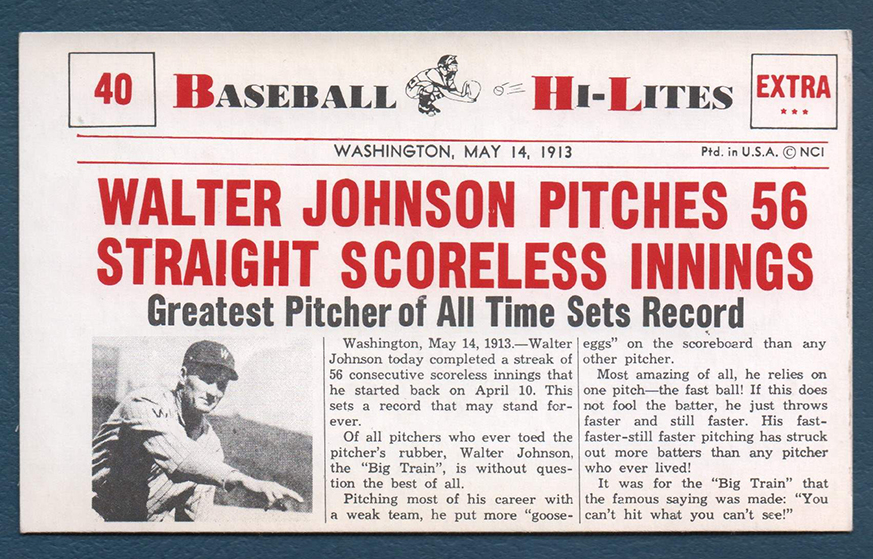 40
BASEBALL HI-LITES
EXTRA
***
WASHINGTON, MAY 14, 1913
Ptd. in U.S.A. © NCI
WALTER JOHNSON PITCHES 56
STRAIGHT SCORELESS INNINGS
Greatest Pitcher of All Time Sets Record
W
W
Washington, May 14, 1913.—Walter
Johnson today completed a streak of
56 consecutive scoreless innings that
he started back on April 10. This
sets a record that may stand for-
ever.
Of all pitchers who ever toed the
pitcher's rubber, Walter Johnson,
the "Big Train", is without ques-
tion the best of all.
Pitching most of his career with
a weak team, he put more "goose-
eggs" on the scoreboard than any
other pitcher.
Most amazing of all, he relies on
one pitch—the fast ball! If this does
not fool the batter, he just throws
faster and still faster. His fast-
faster-still faster pitching has struck
out more batters than any pitcher
who ever lived!
It was for the "Big Train" that
the famous saying was made: "You
can't hit what you can't see!"